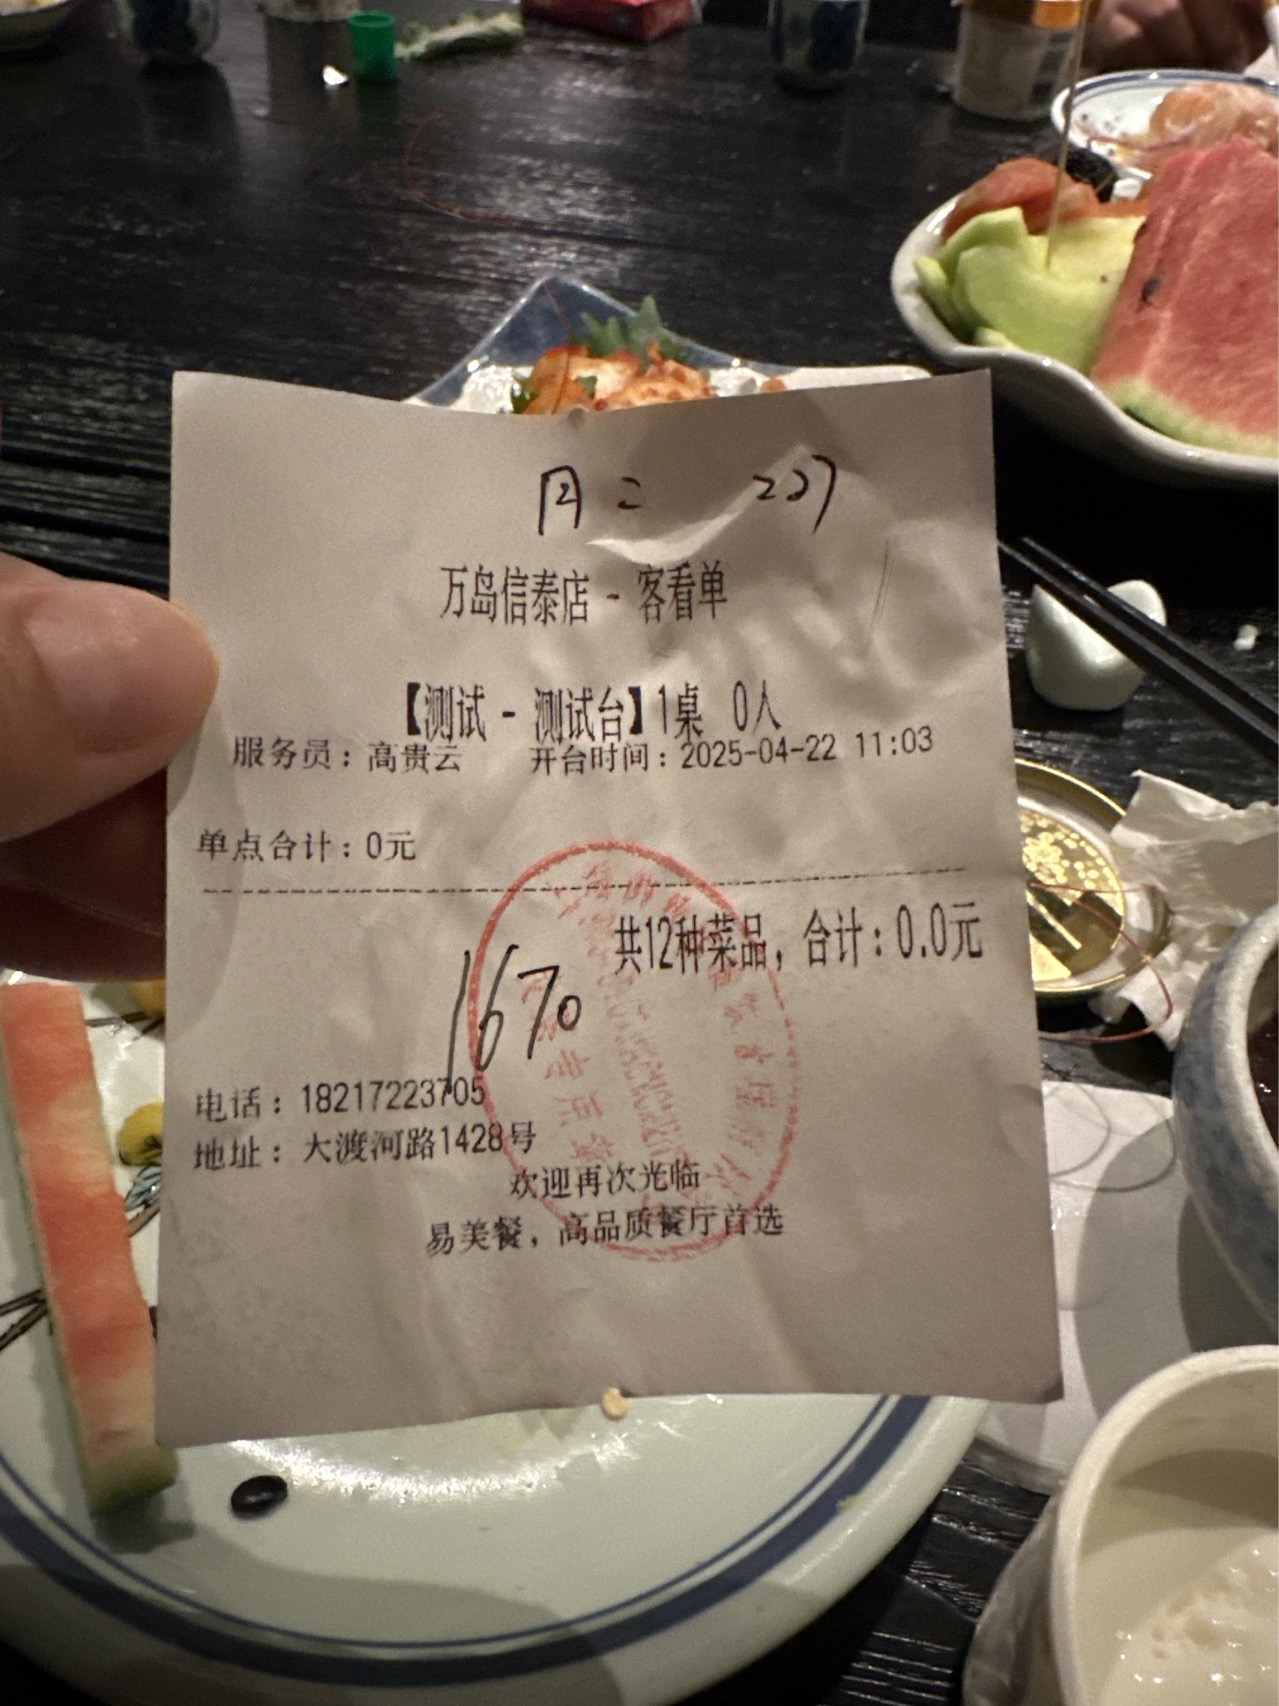 227
万岛信泰店 - 客看单
【测试 - 测试台】1桌 0人
服务员：高贵云 开台时间：2025-04-22 11:03
单点合计：0元
共12种菜品，合计：0.0元
1670
电话：18217223705
地址：大渡河路1428号
欢迎再次光临
易美餐，高品质餐厅首选